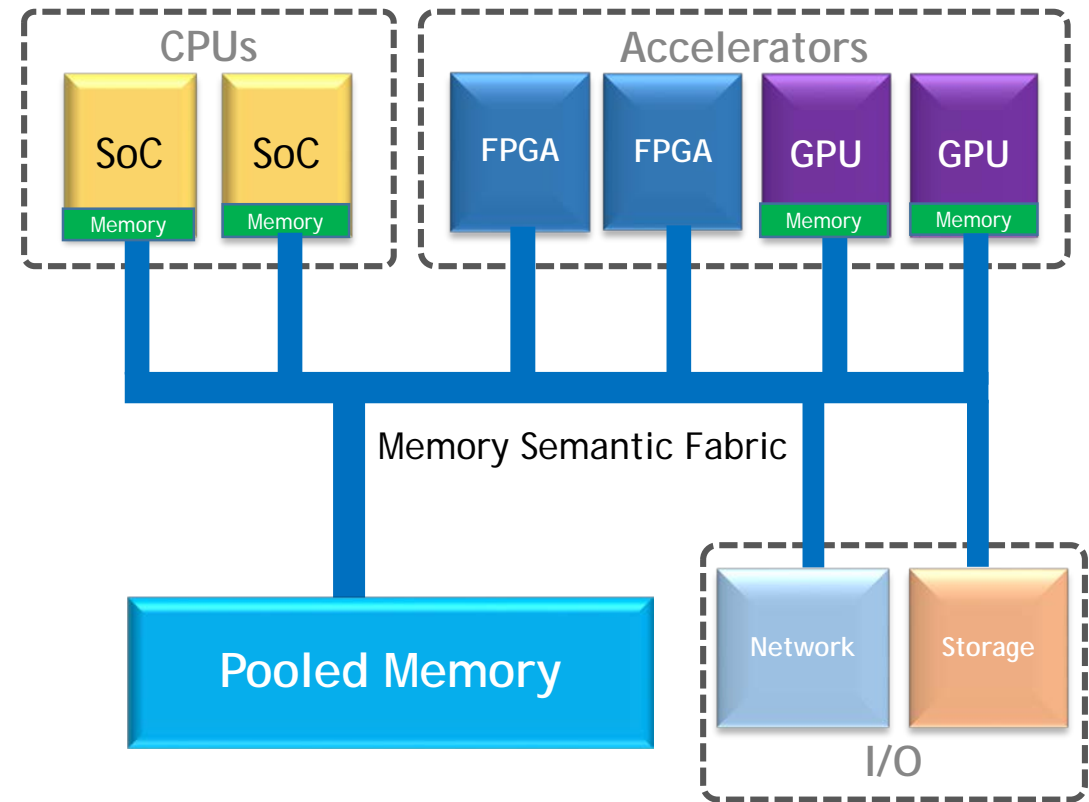 CPUs
Accelerators
SoC
SoC
FPGA
FPGA
GPU
GPU
Memory
Memory
Memory
Memory
Memory Semantic Fabric
Pooled Memory
Network
Storage
I/O